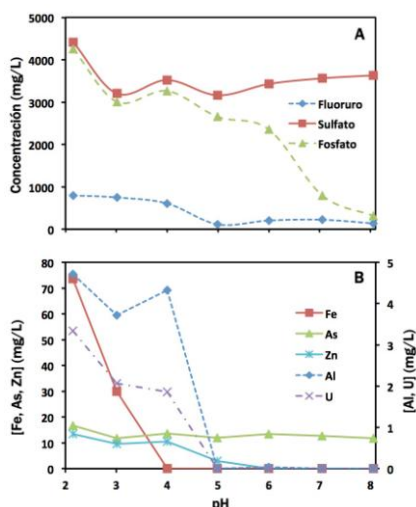 A
5000
4000
3000
2000
1000
0
Concentración (mg/L)
Fluoruro
Sulfato
Fosfato
B
80
70
60
50
40
30
20
10
0
[Fe, As, Zn] (mg/L)
Fe
As
Zn
Al
U
5
4
3
2
1
0
[Al, U] (mg/L)
2 3 4 5 6 7 8
pH